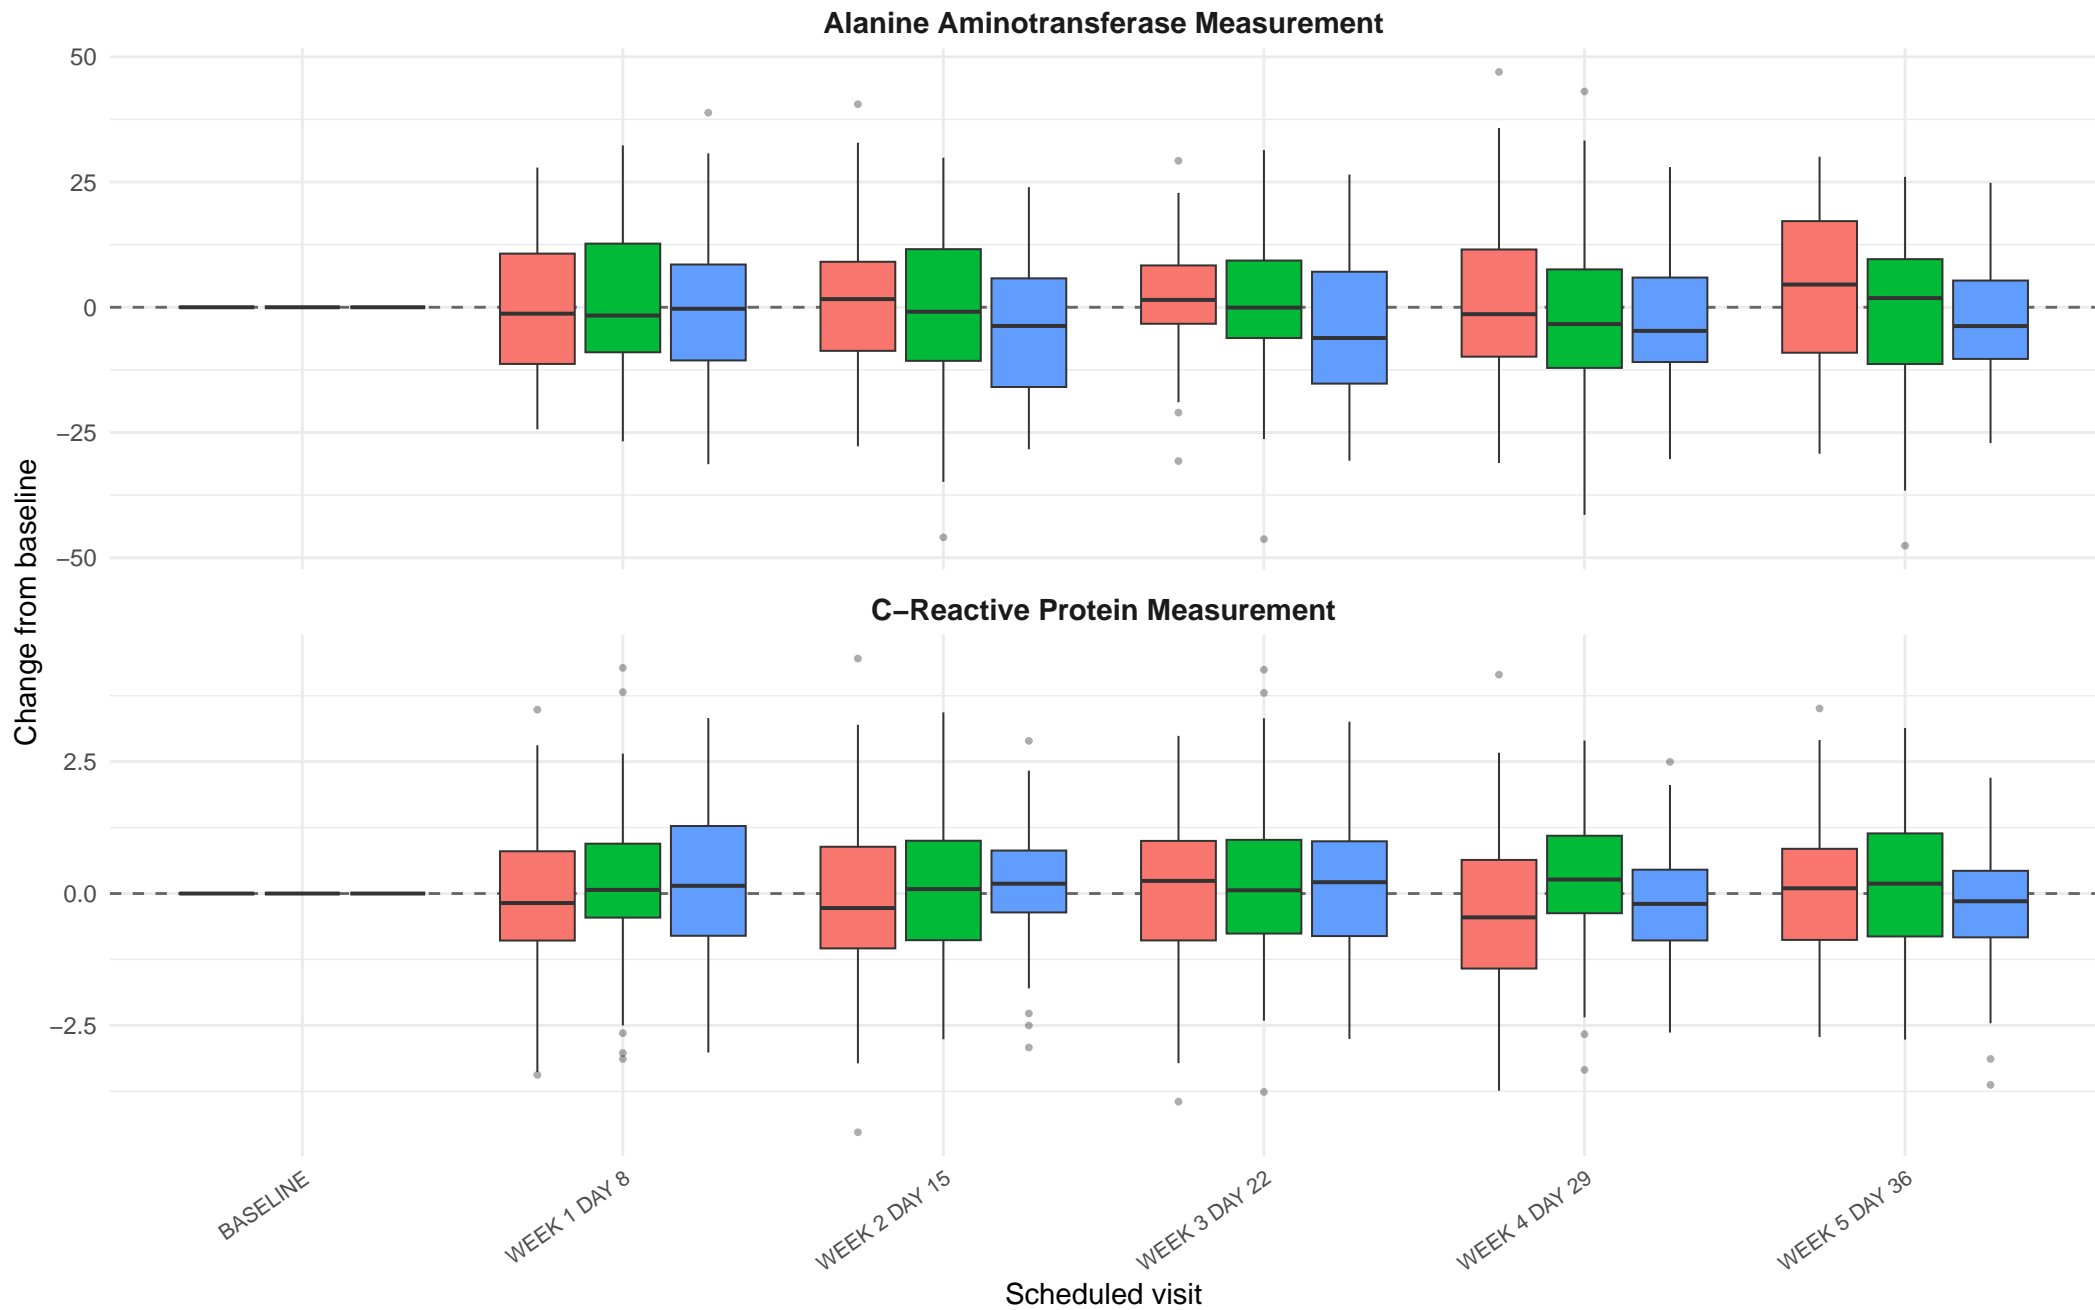 Alanine Aminotransferase Measurement
50
25
0
−25
−50
Change from baseline
C−Reactive Protein Measurement
2.5
0.0
−2.5
BASELINE
WEEK 1 DAY 8
WEEK 2 DAY 15
WEEK 3 DAY 22
WEEK 4 DAY 29
WEEK 5 DAY 36
Scheduled visit